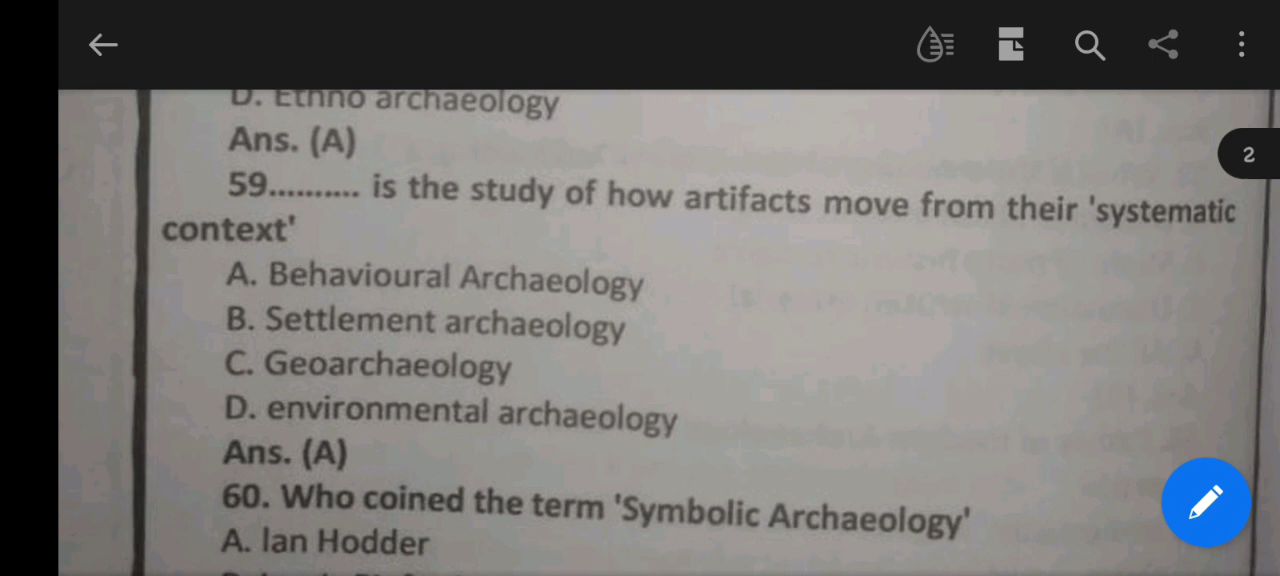 D. Ethno archaeology
Ans. (A)
2
59.......... is the study of how artifacts move from their 'systematic
context'
A. Behavioural Archaeology
B. Settlement archaeology
C. Geoarchaeology
D. environmental archaeology
Ans. (A)
60. Who coined the term 'Symbolic Archaeology'
A. Ian Hodder